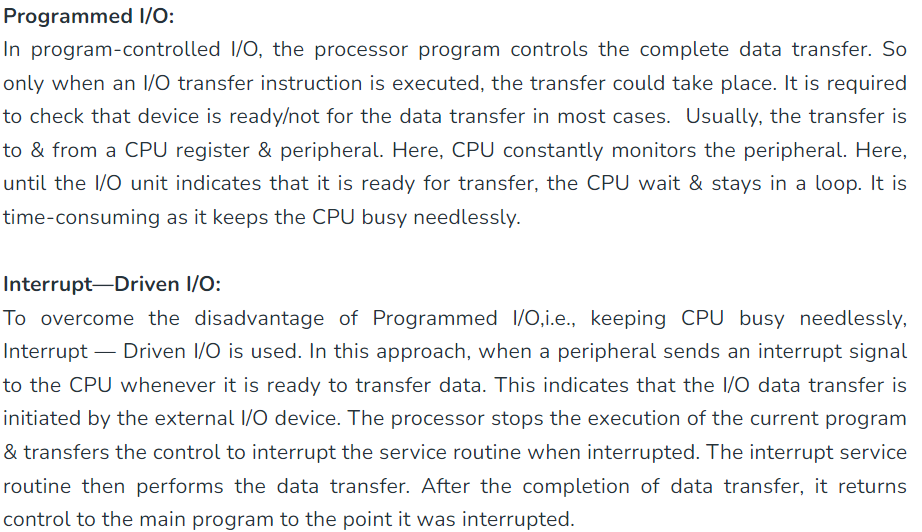 Programmed I/O:
In program-controlled I/O, the processor program controls the complete data transfer. So
only when an I/O transfer instruction is executed, the transfer could take place. It is required
to check that device is ready/not for the data transfer in most cases.  Usually, the transfer is
to & from a CPU register & peripheral. Here, CPU constantly monitors the peripheral. Here,
until the I/O unit indicates that it is ready for transfer, the CPU wait & stays in a loop. It is
time-consuming as it keeps the CPU busy needlessly.
Interrupt—Driven I/O:
To overcome the disadvantage of Programmed I/O,i.e., keeping CPU busy needlessly,
Interrupt — Driven I/O is used. In this approach, when a peripheral sends an interrupt signal
to the CPU whenever it is ready to transfer data. This indicates that the I/O data transfer is
initiated by the external I/O device. The processor stops the execution of the current program
& transfers the control to interrupt the service routine when interrupted. The interrupt service
routine then performs the data transfer. After the completion of data transfer, it returns
control to the main program to the point it was interrupted.